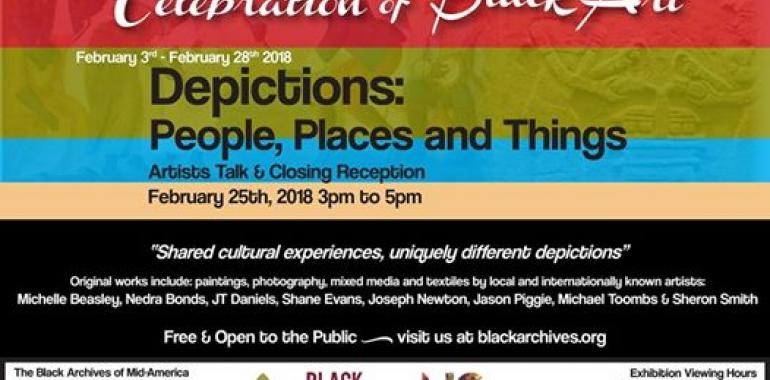 Celebration of Black Art
February 3rd - February 28th 2018
Depictions:
People, Places and Things
Artists Talk & Closing Reception
February 25th, 2018 3pm to 5pm
"Shared cultural experiences, uniquely different depictions"
Original works include: paintings, photography, mixed media and textiles by local and internationally known artists:
Michelle Beasley, Nedra Bonds, JT Daniels, Shane Evans, Joseph Newton, Jason Piggie, Michael Toombs & Sheron Smith
Free & Open to the Public visit us at blackarchives.org
The Black Archives of Mid-America
BLACK
Exhibition Viewing Hours